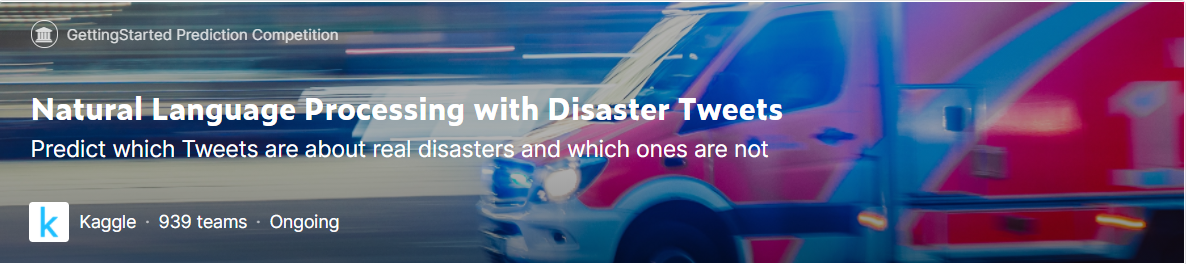 GettingStarted Prediction Competition
Natural Language Processing with Disaster Tweets
Predict which Tweets are about real disasters and which ones are not
k Kaggle · 939 teams · Ongoing